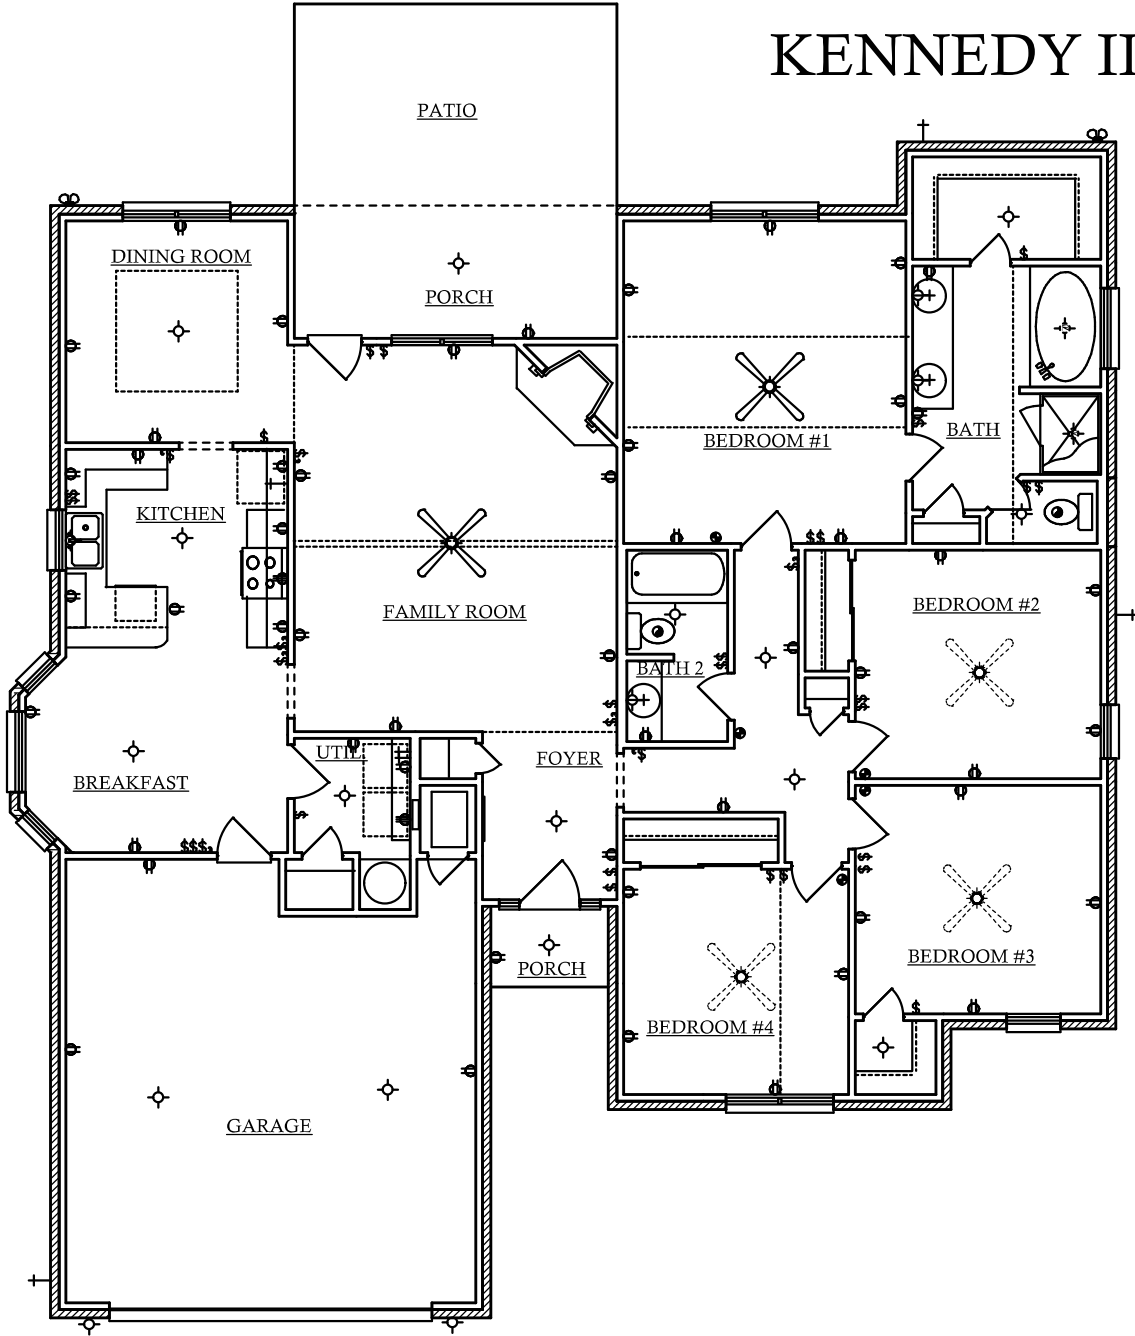 KENNEDY II
PATIO
DINING ROOM
PORCH
BEDROOM #1
BATH
KITCHEN
FAMILY ROOM
BEDROOM #2
BATH 2
UTIL
FOYER
BREAKFAST
BEDROOM #3
PORCH
BEDROOM #4
GARAGE